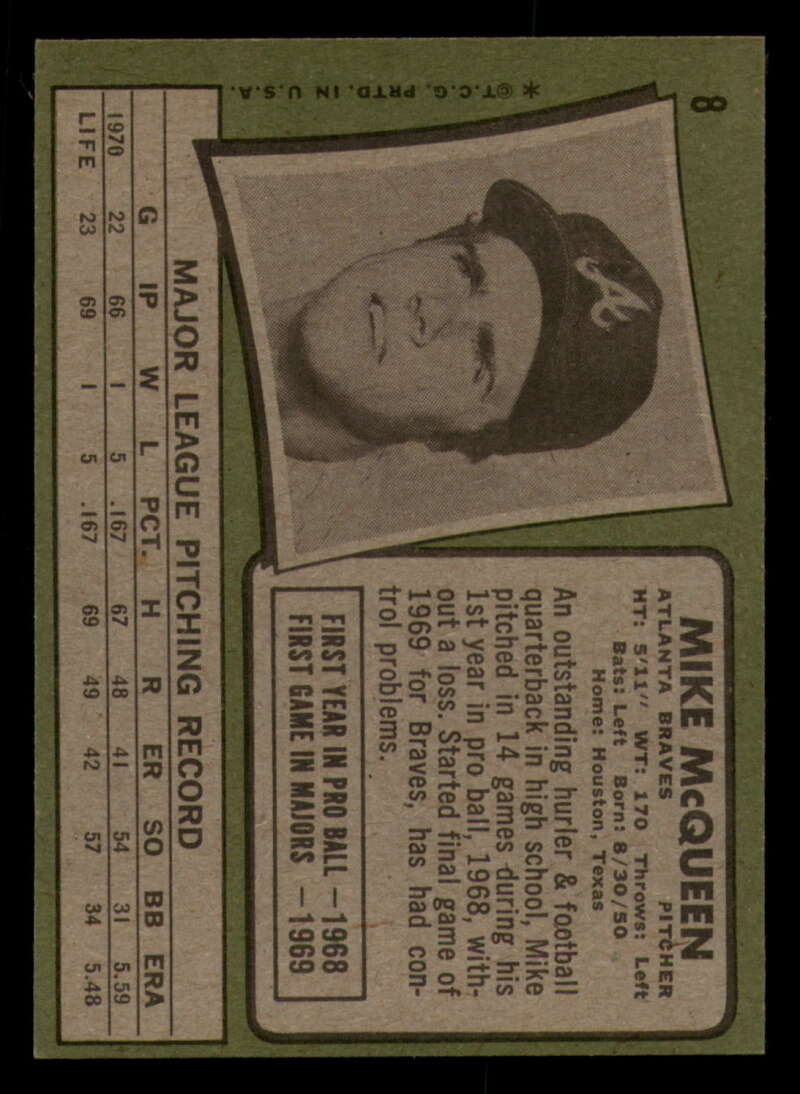 8
✶©T.C.G. PRTD. IN U.S.A.
A
MIKE McQUEEN
ATLANTA BRAVES PITCHER
HT: 5'11" WT: 170 Throws: Left
Bats: Left Born: 8/30/50
Home: Houston, Texas
An outstanding hurler & football
quarterback in high school, Mike
pitched in 14 games during his
1st year in pro ball, 1968, with-
out a loss. Started final game of
1969 for Braves, has had con-
trol problems.
FIRST YEAR IN PRO BALL — 1968
FIRST GAME IN MAJORS — 1969
MAJOR LEAGUE PITCHING RECORD
G IP W L PCT. H R ER SO BB ERA
1970 22 66 1 5 .167 67 48 41 54 31 5.59
LIFE 23 69 1 5 .167 69 49 42 57 34 5.48